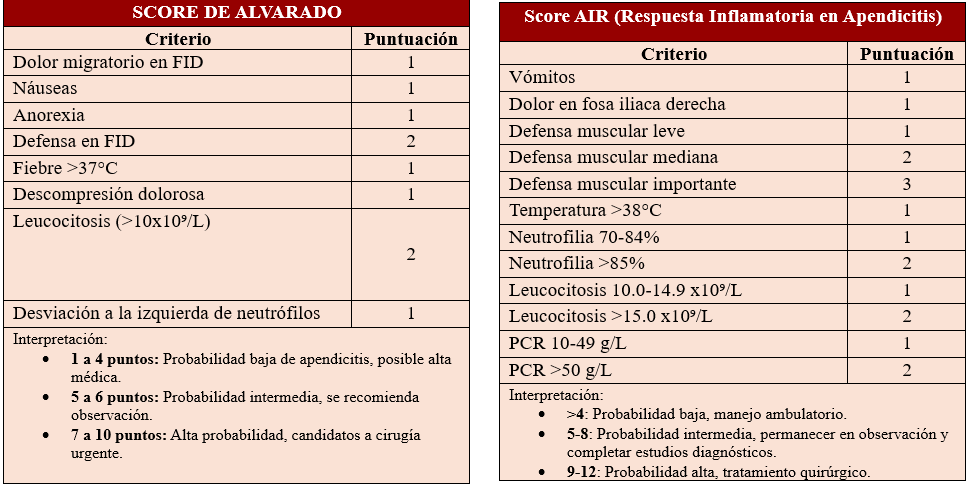 SCORE DE ALVARADO
Criterio Puntuación
Dolor migratorio en FID 1
Náuseas 1
Anorexia 1
Defensa en FID 2
Fiebre >37°C 1
Descompresión dolorosa 1
Leucocitosis (>10x10⁹/L) 2
Desviación a la izquierda de neutrófilos 1
Interpretación:
• 1 a 4 puntos: Probabilidad baja de apendicitis, posible alta
médica.
• 5 a 6 puntos: Probabilidad intermedia, se recomienda
observación.
• 7 a 10 puntos: Alta probabilidad, candidatos a cirugía
urgente.
Score AIR (Respuesta Inflamatoria en Apendicitis)
Criterio Puntuación
Vómitos 1
Dolor en fosa iliaca derecha 1
Defensa muscular leve 1
Defensa muscular mediana 2
Defensa muscular importante 3
Temperatura >38°C 1
Neutrofilia 70-84% 1
Neutrofilia >85% 2
Leucocitosis 10.0-14.9 x10⁹/L 1
Leucocitosis >15.0 x10⁹/L 2
PCR 10-49 g/L 1
PCR >50 g/L 2
Interpretación:
• >4: Probabilidad baja, manejo ambulatorio.
• 5-8: Probabilidad intermedia, permanecer en observación y
completar estudios diagnósticos.
• 9-12: Probabilidad alta, tratamiento quirúrgico.